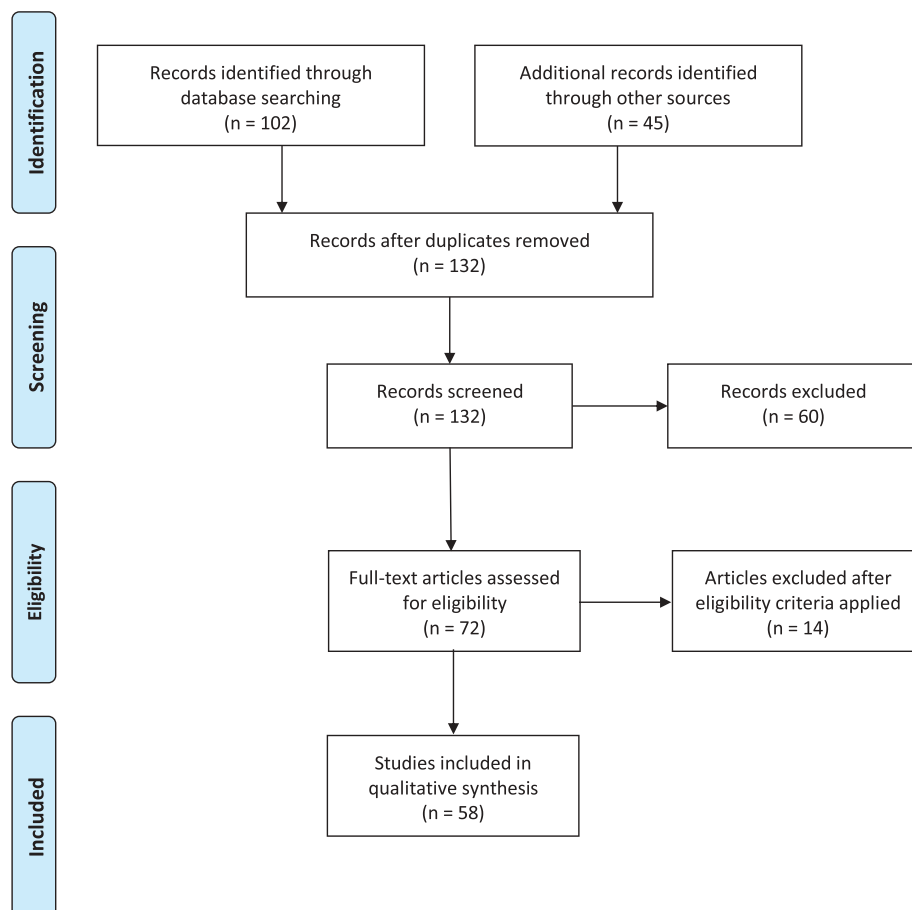 Identification
Records identified through
database searching
(n = 102)
Additional records identified
through other sources
(n = 45)
Records after duplicates removed
(n = 132)
Screening
Records screened
(n = 132)
Records excluded
(n = 60)
Eligibility
Full-text articles assessed
for eligibility
(n = 72)
Articles excluded after
eligibility criteria applied
(n = 14)
Included
Studies included in
qualitative synthesis
(n = 58)